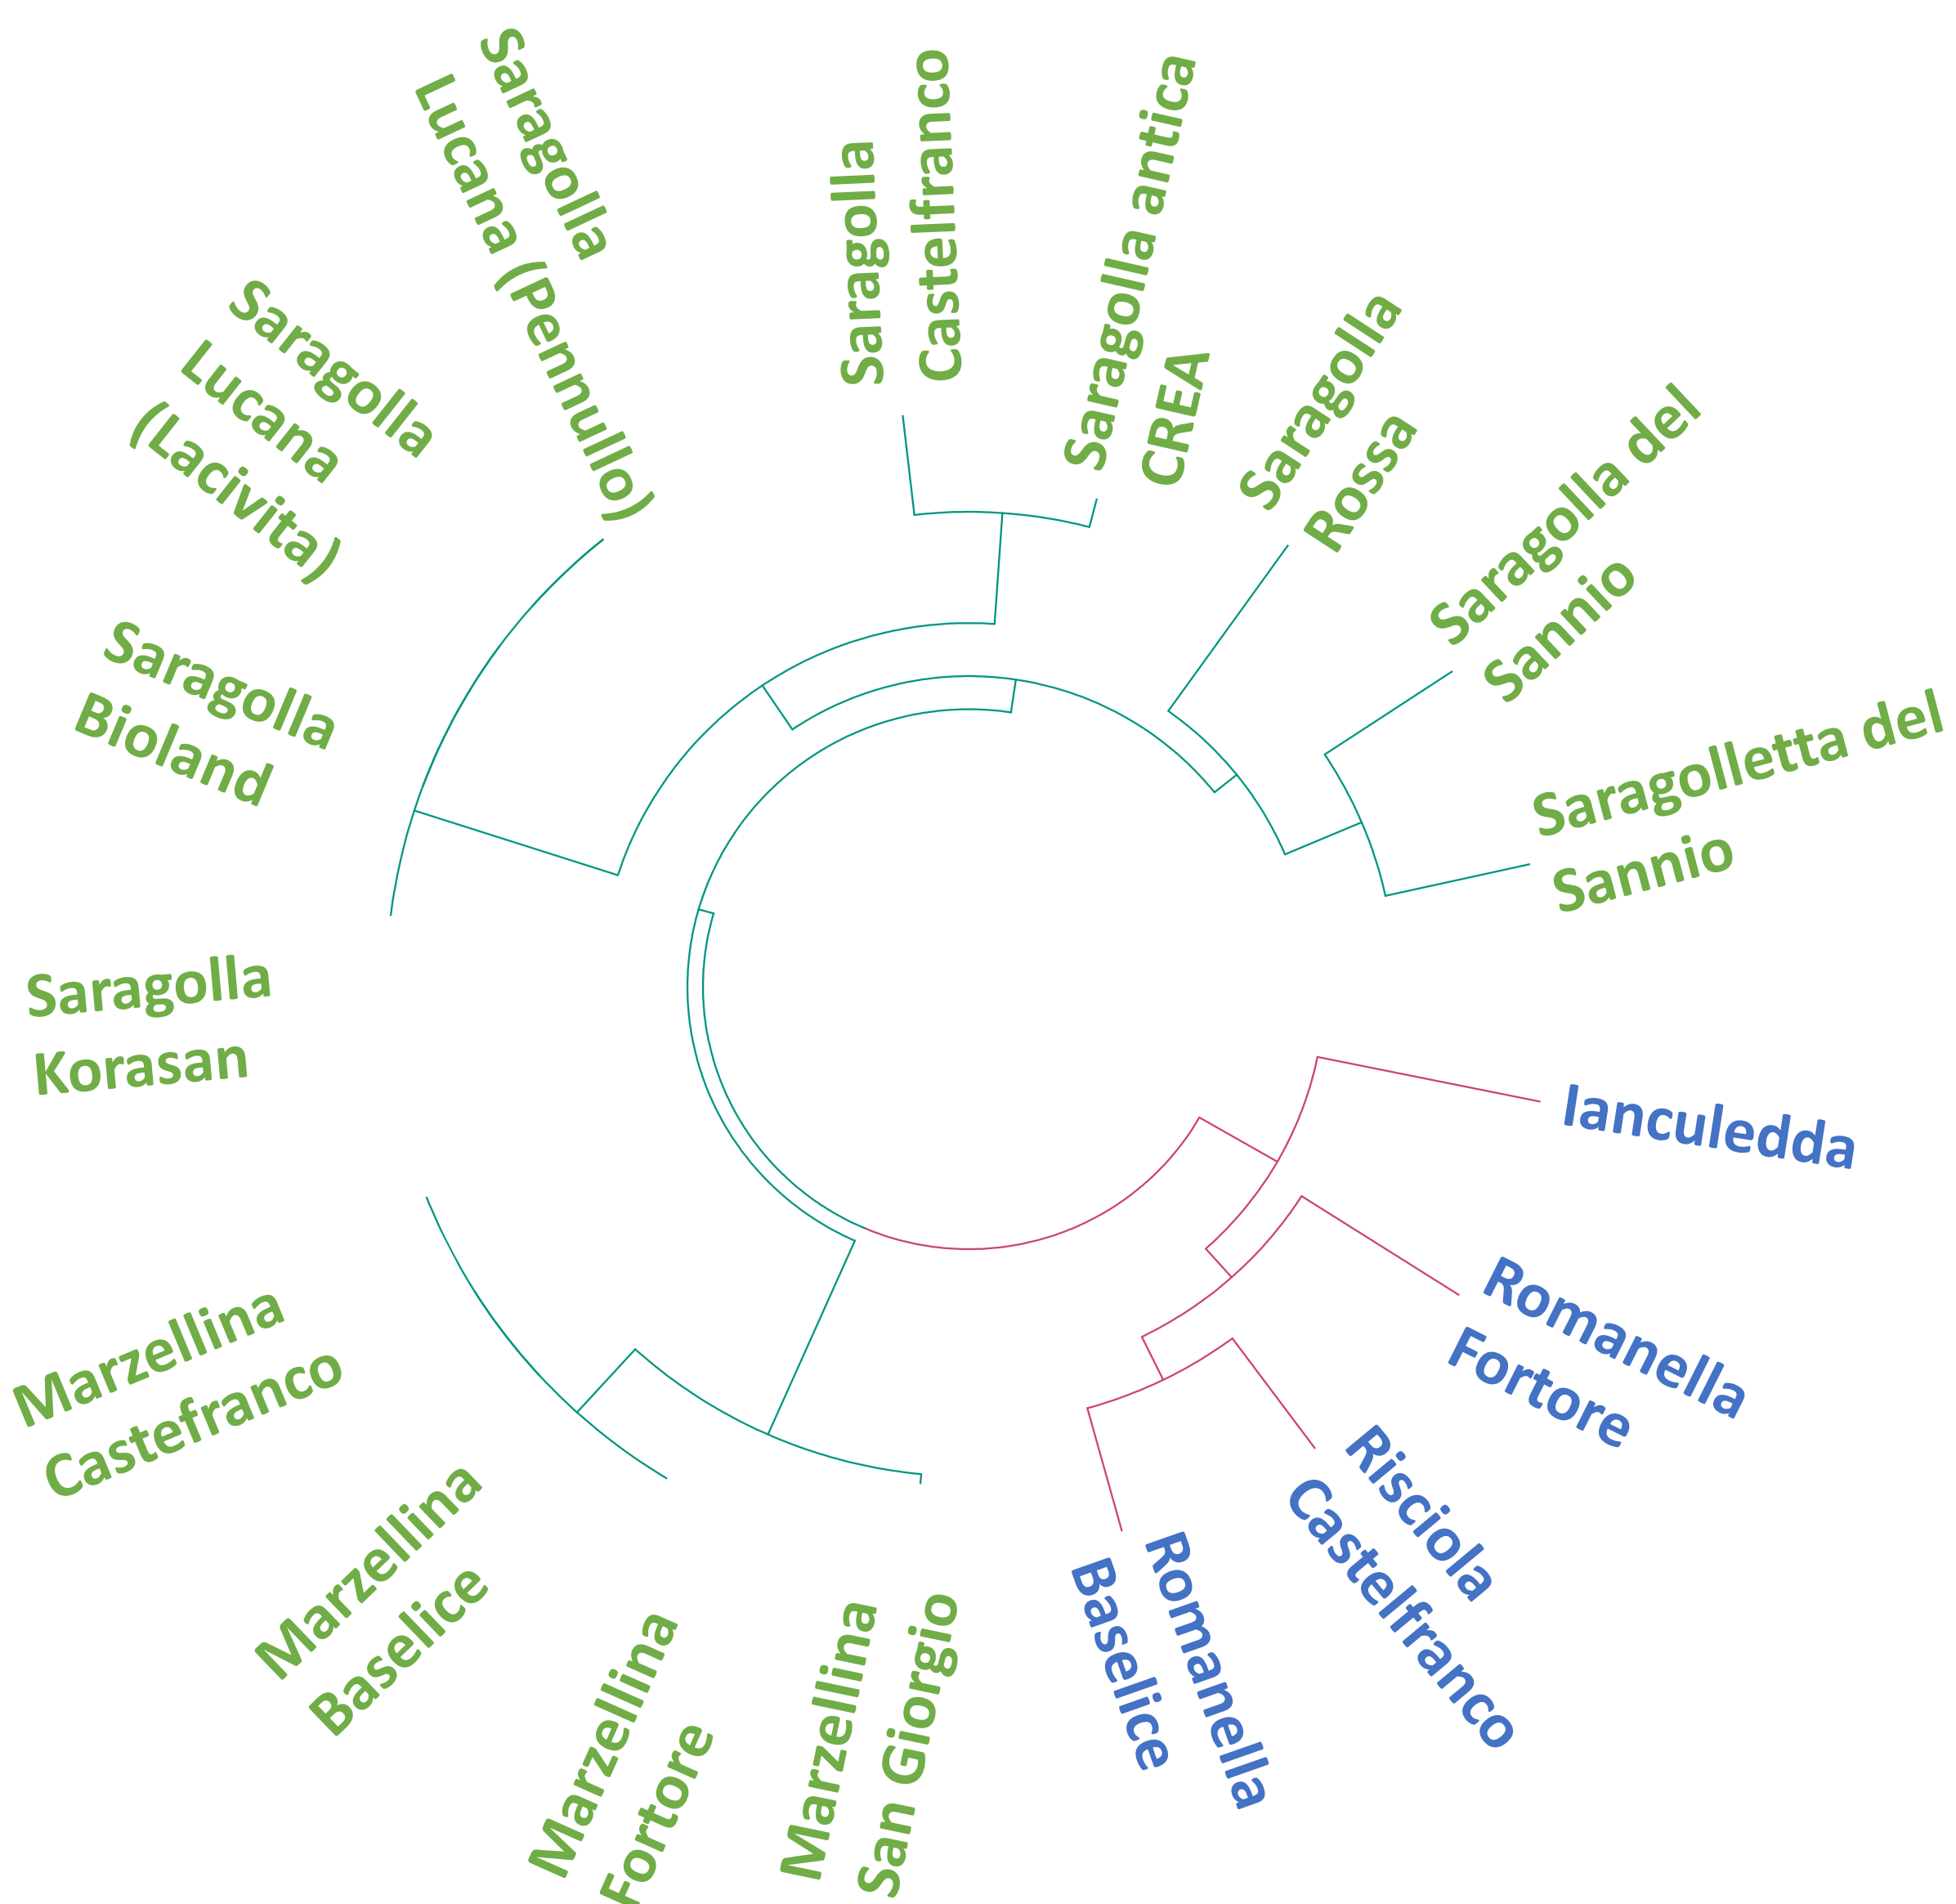 Saragolla
Lucana (Pennullo)
Saragolla
Castelfranco
Saragolla antica
CREA
Saragolla
Rossa
Saragolla del
Sannio
Saragolletta del
Sannio
Ianculedda
Romanella
Fortore
Risciola
Castelfranco
Romanella
Baselice
Marzellina
San Giorgio
Marzellina
Fortore
Marzellina
Baselice
Marzellina
Castefranco
Saragolla
Korasan
Saragolla
Bioland
Saragolla
Lucana
(Lacivita)